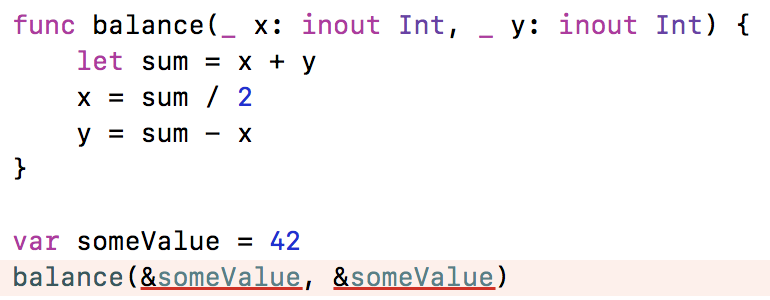 func balance(_ x: inout Int, _ y: inout Int) {
    let sum = x + y
    x = sum / 2
    y = sum - x
}
var someValue = 42
balance(&someValue, &someValue)